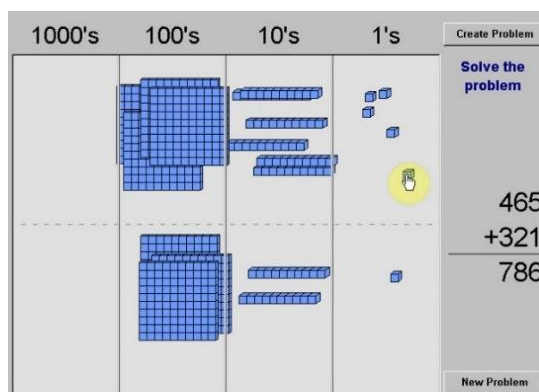 1000's 100's 10's 1's
Create Problem
Solve the
problem
465
+321
786
New Problem